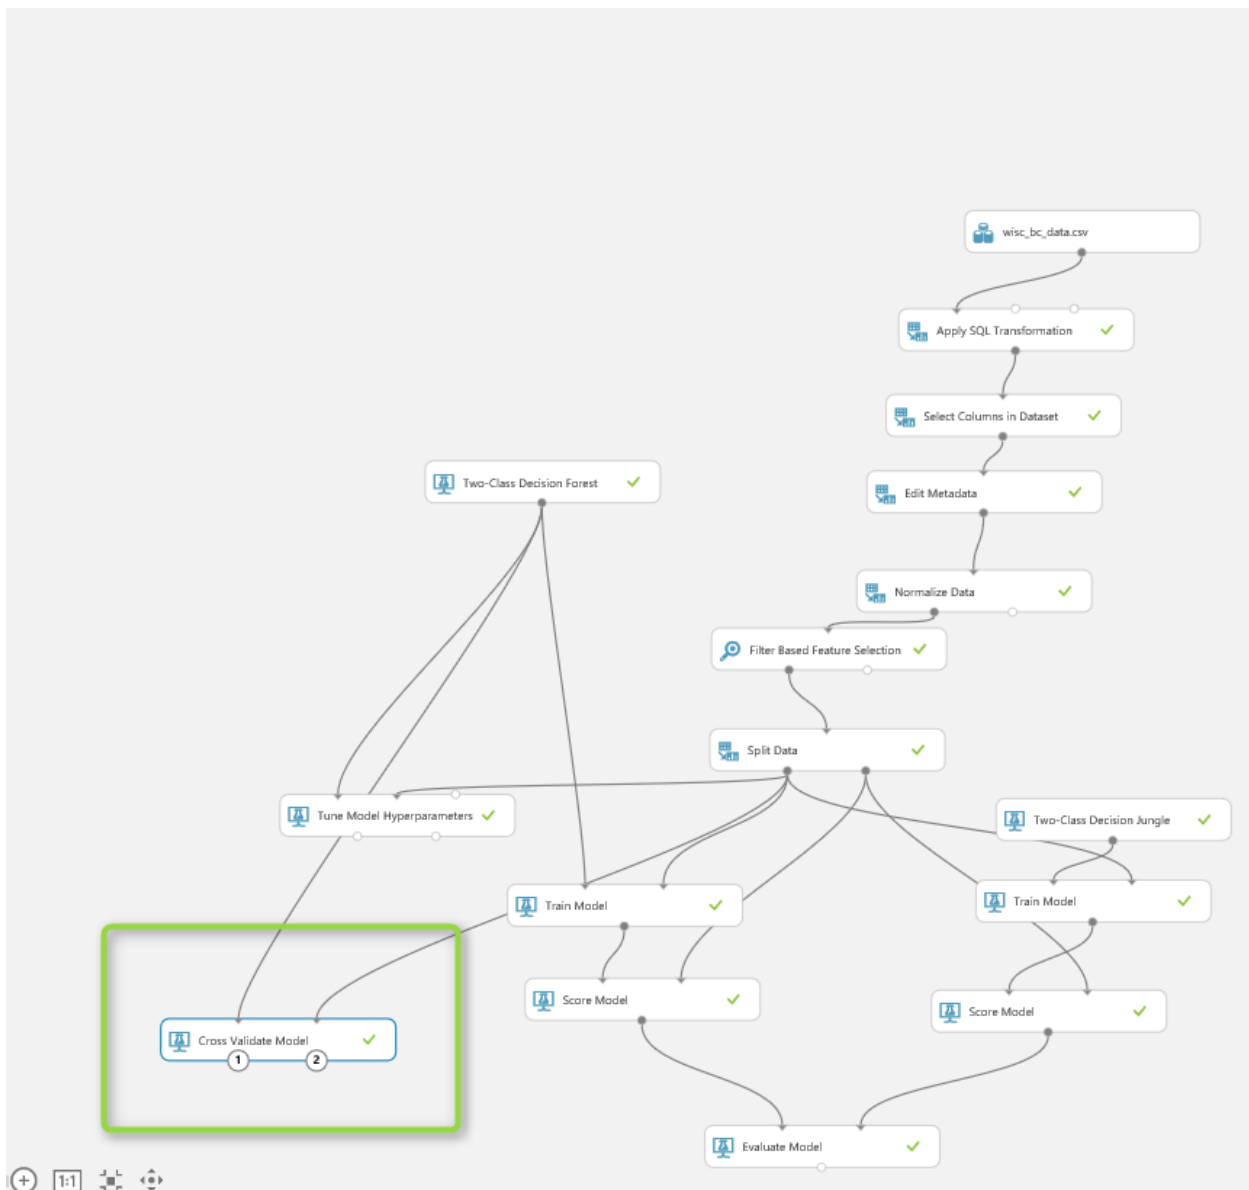 wisc_bc_data.csv
Apply SQL Transformation
Select Columns in Dataset
Two-Class Decision Forest
Edit Metadata
Normalize Data
Filter Based Feature Selection
Split Data
Tune Model Hyperparameters
Two-Class Decision Jungle
Train Model
Train Model
Score Model
Score Model
Cross Validate Model
1
2
Evaluate Model
1:1